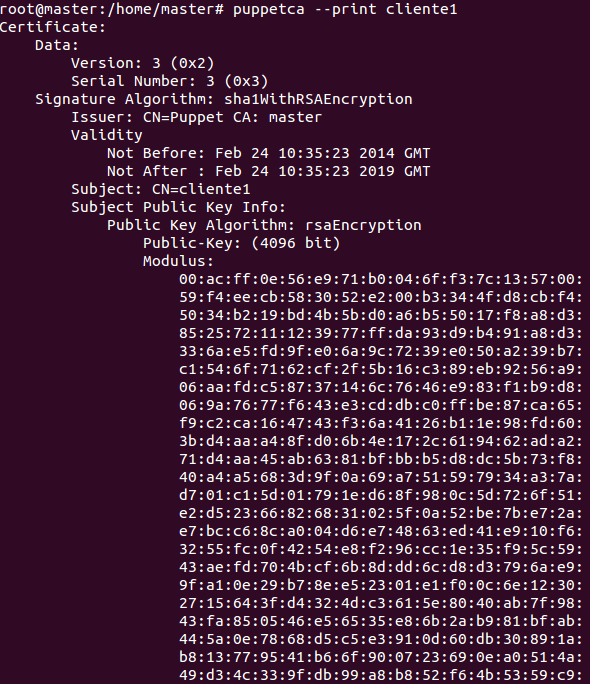 root@master:/home/master# puppetca --print cliente1
Certificate:
    Data:
        Version: 3 (0x2)
        Serial Number: 3 (0x3)
    Signature Algorithm: sha1WithRSAEncryption
        Issuer: CN=Puppet CA: master
        Validity
            Not Before: Feb 24 10:35:23 2014 GMT
            Not After : Feb 24 10:35:23 2019 GMT
        Subject: CN=cliente1
        Subject Public Key Info:
            Public Key Algorithm: rsaEncryption
                Public-Key: (4096 bit)
                Modulus:
                    00:ac:ff:0e:56:e9:71:b0:04:6f:f3:7c:13:57:00:
                    59:f4:ee:cb:58:30:52:e2:00:b3:34:4f:d8:cb:f4:
                    50:34:b2:19:bd:4b:5b:d0:a6:b5:50:17:f8:a8:d3:
                    85:25:72:11:12:39:77:ff:da:93:d9:b4:91:a8:d3:
                    33:6a:e5:fd:9f:e0:6a:9c:72:39:e0:50:a2:39:b7:
                    c1:54:6f:71:62:cf:2f:5b:16:c3:89:eb:92:56:a9:
                    06:aa:fd:c5:87:37:14:6c:76:46:e9:83:f1:b9:d8:
                    06:9a:76:77:f6:43:e3:cd:db:c0:ff:be:87:ca:65:
                    f9:c2:ca:16:47:43:f3:6a:41:26:b1:1e:98:fd:60:
                    3b:d4:aa:a4:8f:d0:6b:4e:17:2c:61:94:62:ad:a2:
                    71:d4:aa:45:ab:63:81:bf:bb:b5:d8:dc:5b:73:f8:
                    40:a4:a5:68:3d:9f:0a:69:a7:51:59:79:34:a3:7a:
                    d7:01:c1:5d:01:79:1e:d6:8f:98:0c:5d:72:6f:51:
                    e2:d5:23:66:82:68:31:02:5f:0a:52:be:7b:e7:2a:
                    e7:bc:c6:8c:a0:04:d6:e7:48:63:ed:41:e9:10:f6:
                    32:55:fc:0f:42:54:e8:f2:96:cc:1e:35:f9:5c:59:
                    43:ae:fd:70:4b:cf:6b:8d:dd:6c:d8:d3:79:6a:e9:
                    9f:a1:0e:29:b7:8e:e5:23:01:e1:f0:0c:6e:12:30:
                    27:15:64:3f:d4:32:4d:c3:61:5e:80:40:ab:7f:98:
                    43:fa:85:05:46:e5:65:35:e8:6b:2a:b9:81:bf:ab:
                    44:5a:0e:78:68:d5:c5:e3:91:0d:60:db:30:89:1a:
                    b8:13:77:95:41:b6:6f:90:07:23:69:0e:a0:51:4a:
                    49:d3:4c:33:9f:db:99:a8:b8:52:f6:4b:53:59:c9: